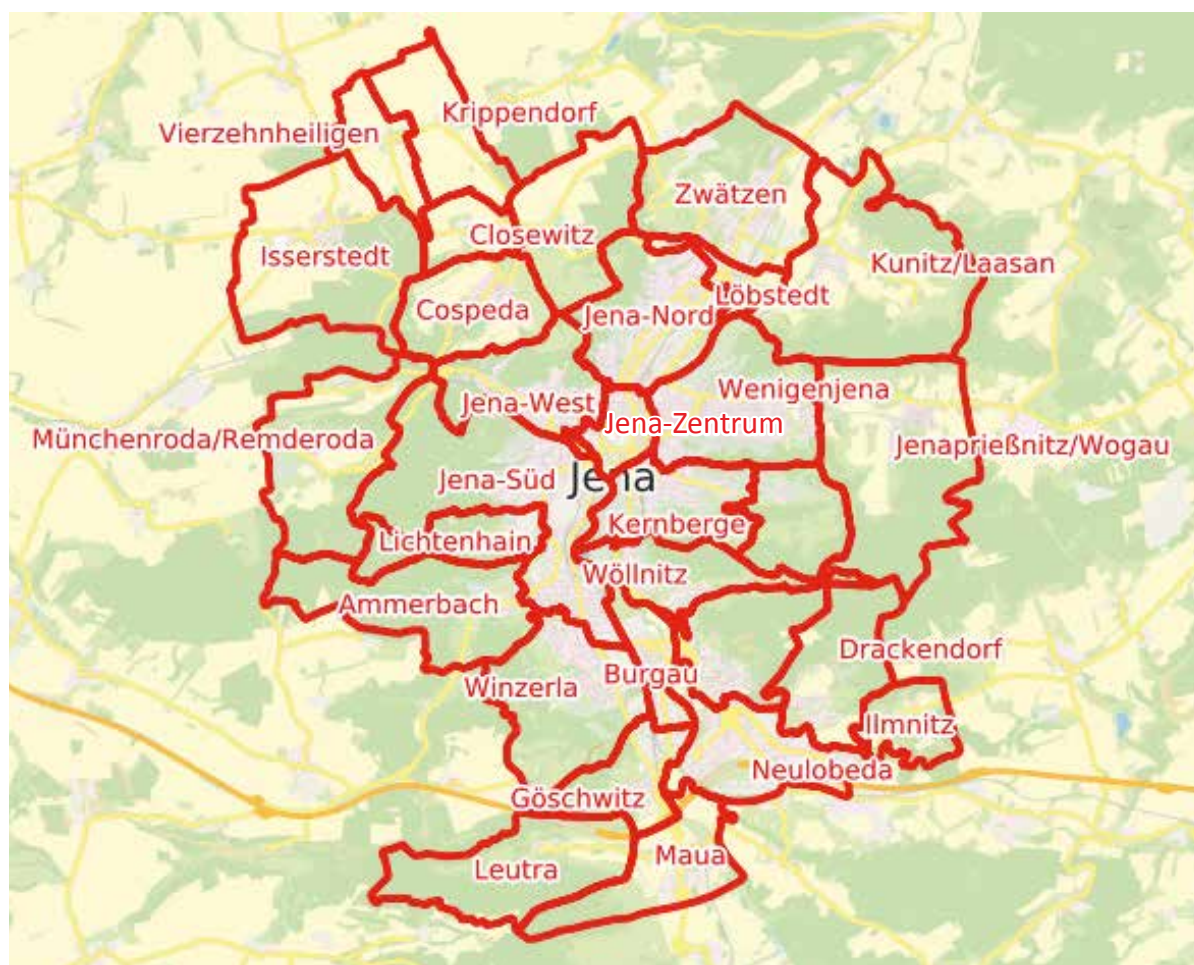 Krippendorf
Vierzehnheiligen
Zwätzen
Closewitz
Isserstedt
Kunitz/Laasan
Löbstedt
Cospeda
Jena-Nord
Wenigenjena
Jena-West
Jena-Zentrum
Münchenroda/Remderoda
Jenaprießnitz/Wogau
Jena-Süd
Jena
Kernberge
Lichtenhain
Wöllnitz
Ammerbach
Drackendorf
Burgau
Winzerla
Ilmnitz
Neulobeda
Göschwitz
Maua
Leutra